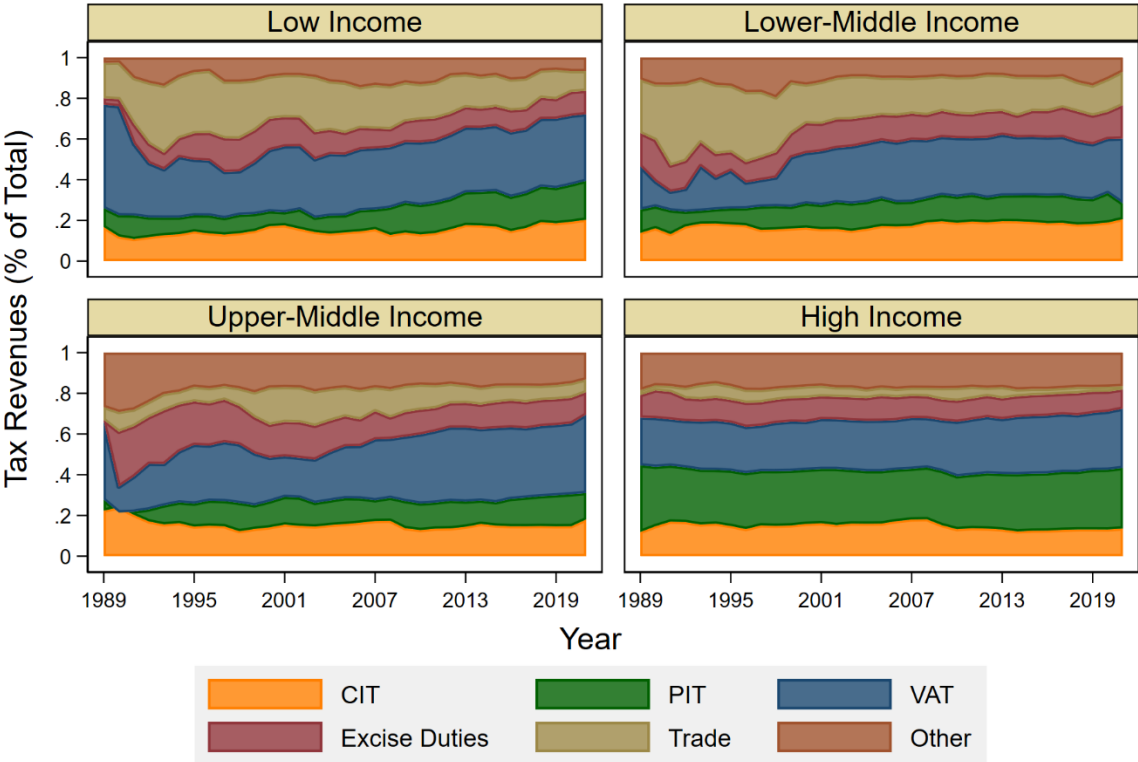 Low Income
Lower-Middle Income
1
.8
.6
.4
.2
0
Upper-Middle Income
High Income
1
.8
.6
.4
.2
0
1989 1995 2001 2007 2013 2019
1989 1995 2001 2007 2013 2019
Tax Revenues (% of Total)
Year
CIT PIT VAT
Excise Duties Trade Other